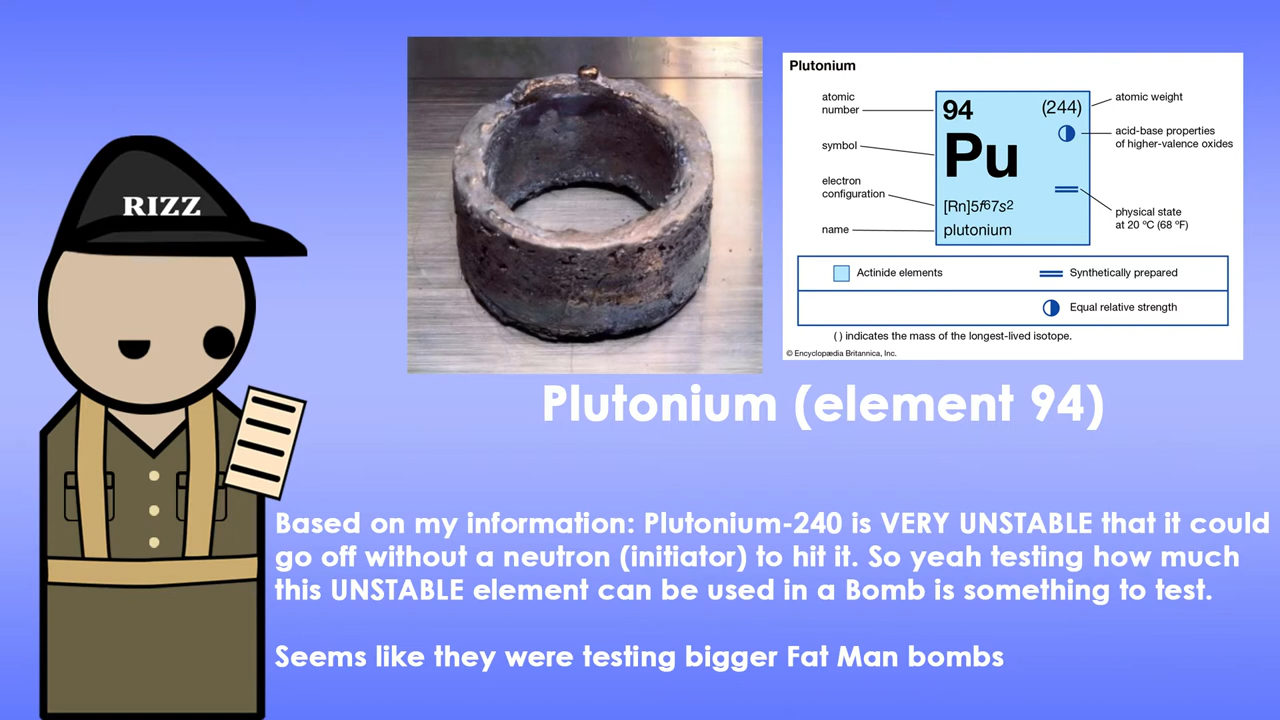 RIZZ
Plutonium
atomic
number
symbol
electron
configuration
name
94
(244)
Pu
[Rn]5f⁶7s²
plutonium
atomic weight
acid-base properties
of higher-valence oxides
physical state
at 20 ºC (68 ºF)
Actinide elements
Synthetically prepared
Equal relative strength
( ) indicates the mass of the longest-lived isotope.
© Encyclopædia Britannica, Inc.
Plutonium (element 94)
Based on my information: Plutonium-240 is VERY UNSTABLE that it could
go off without a neutron (initiator) to hit it. So yeah testing how much
this UNSTABLE element can be used in a Bomb is something to test.
Seems like they were testing bigger Fat Man bombs